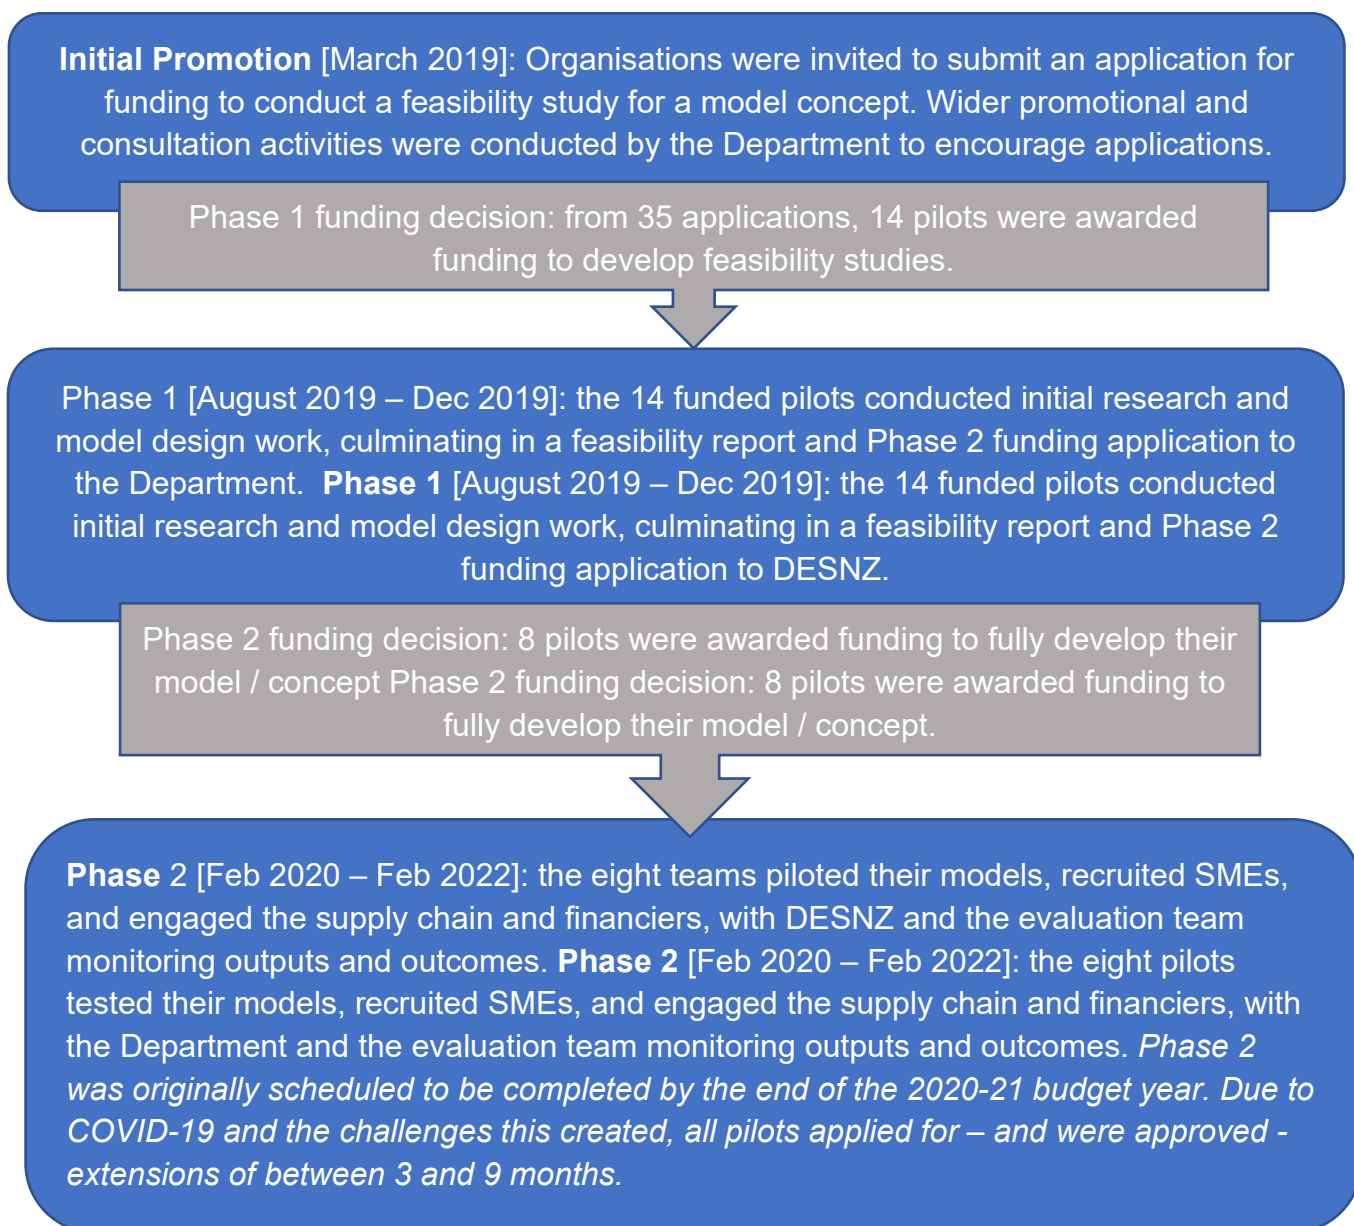 Initial Promotion [March 2019]: Organisations were invited to submit an application for
funding to conduct a feasibility study for a model concept. Wider promotional and
consultation activities were conducted by the Department to encourage applications.
Phase 1 funding decision: from 35 applications, 14 pilots were awarded
funding to develop feasibility studies.
Phase 1 [August 2019 – Dec 2019]: the 14 funded pilots conducted initial research and
model design work, culminating in a feasibility report and Phase 2 funding application to
the Department.  Phase 1 [August 2019 – Dec 2019]: the 14 funded pilots conducted
initial research and model design work, culminating in a feasibility report and Phase 2
funding application to DESNZ.
Phase 2 funding decision: 8 pilots were awarded funding to fully develop their
model / concept Phase 2 funding decision: 8 pilots were awarded funding to
fully develop their model / concept.
Phase 2 [Feb 2020 – Feb 2022]: the eight teams piloted their models, recruited SMEs,
and engaged the supply chain and financiers, with DESNZ and the evaluation team
monitoring outputs and outcomes. Phase 2 [Feb 2020 – Feb 2022]: the eight pilots
tested their models, recruited SMEs, and engaged the supply chain and financiers, with
the Department and the evaluation team monitoring outputs and outcomes. Phase 2
was originally scheduled to be completed by the end of the 2020-21 budget year. Due to
COVID-19 and the challenges this created, all pilots applied for – and were approved -
extensions of between 3 and 9 months.